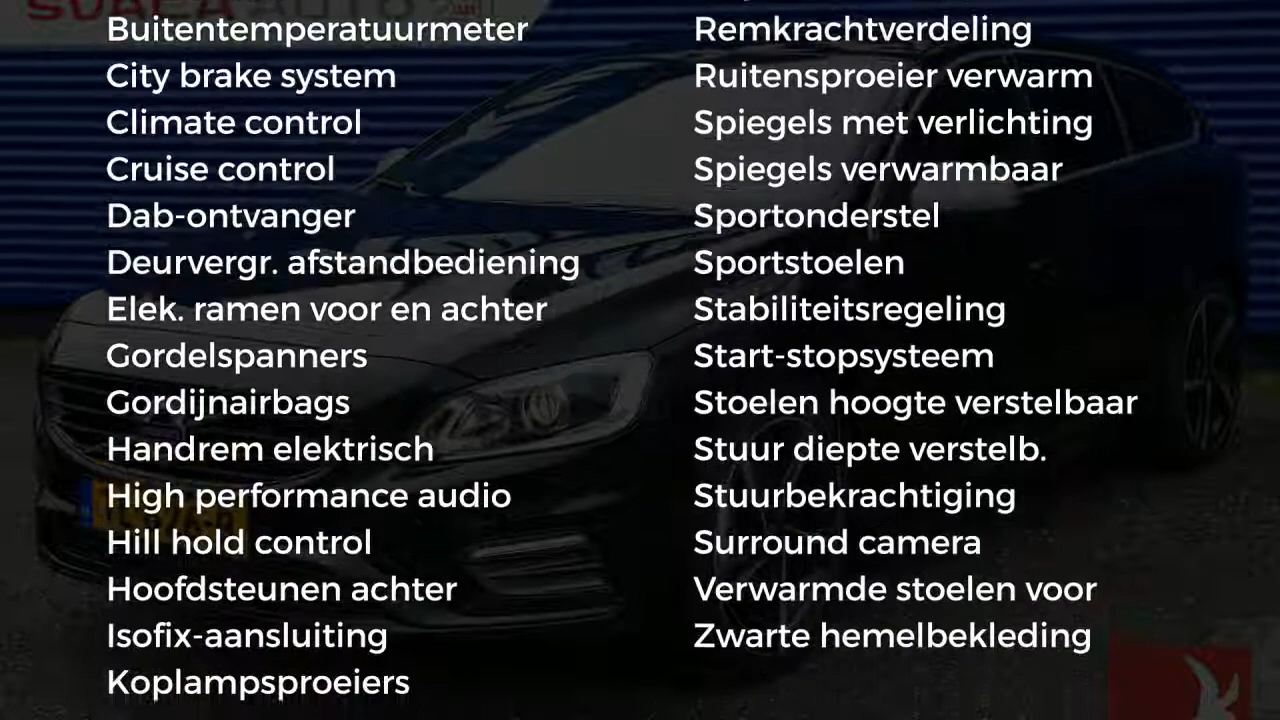 Buitentemperatuurmeter
City brake system
Climate control
Cruise control
Dab-ontvanger
Deurvergr. afstandbediening
Elek. ramen voor en achter
Gordelspanners
Gordijnairbags
Handrem elektrisch
High performance audio
Hill hold control
Hoofdsteunen achter
Isofix-aansluiting
Koplampsproeiers
Remkrachtverdeling
Ruitensproeier verwarm
Spiegels met verlichting
Spiegels verwarmbaar
Sportonderstel
Sportstoelen
Stabiliteitsregeling
Start-stopsysteem
Stoelen hoogte verstelbaar
Stuur diepte verstelb.
Stuurbekrachtiging
Surround camera
Verwarmde stoelen voor
Zwarte hemelbekleding